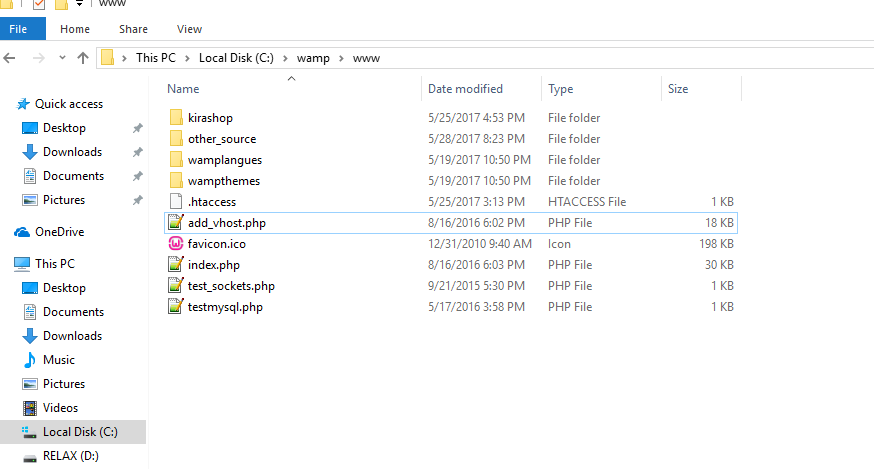 www
File Home Share View
This PC Local Disk (C:) wamp www
Name Date modified Type Size
Quick access
Desktop
Downloads
Documents
Pictures
OneDrive
This PC
Desktop
Documents
Downloads
Music
Pictures
Videos
Local Disk (C:)
RELAX (D:)
kirashop 5/25/2017 4:53 PM File folder
other_source 5/28/2017 8:23 PM File folder
wamplangues 5/19/2017 10:50 PM File folder
wampthemes 5/19/2017 10:50 PM File folder
.htaccess 5/25/2017 3:13 PM HTACCESS File 1 KB
add_vhost.php 8/16/2016 6:02 PM PHP File 18 KB
favicon.ico 12/31/2010 9:40 AM Icon 198 KB
index.php 8/16/2016 6:03 PM PHP File 30 KB
test_sockets.php 9/21/2015 5:30 PM PHP File 1 KB
testmysql.php 5/17/2016 3:58 PM PHP File 1 KB